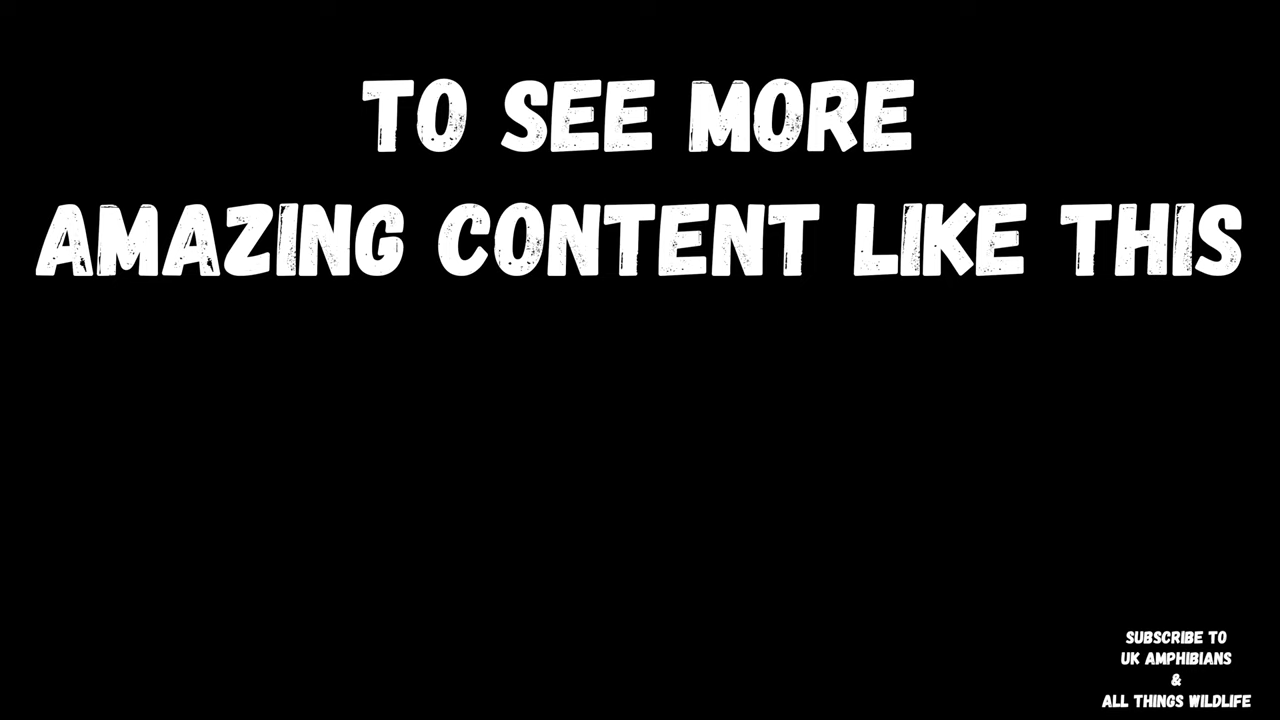 TO SEE MORE
AMAZING CONTENT LIKE THIS
SUBSCRIBE TO
UK AMPHIBIANS
&
ALL THINGS WILDLIFE